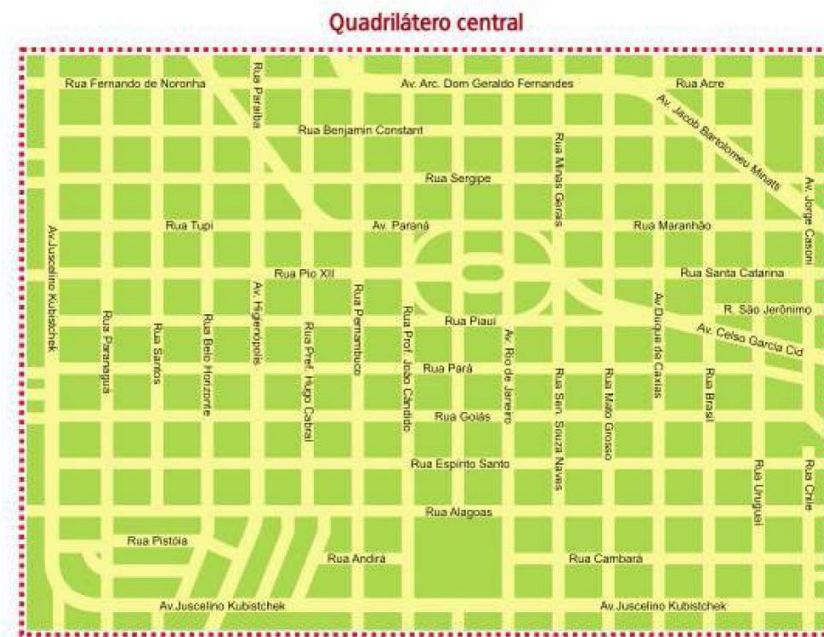 Quadrilátero central
Rua Fernando de Noronha
Rua Paraíba
Av. Arc. Dom Geraldo Fernandes
Rua Acre
Av. Jacob Bartolomeu Minatti
Rua Benjamin Constant
Rua Minas Gerais
Rua Sergipe
Av. Jorge Casoni
Rua Tupi
Av. Paraná
Rua Maranhão
Av.Juscelino Kubistchek
Rua Pio XII
Rua Santa Catarina
Av. Higienópolis
Rua Pernambuco
Av Duque de Caxias
R. São Jerônimo
Rua Paranagua
Rua Santos
Rua Belo Horizonte
Rua Pref. Hugo Cabral
Rua Prof. João Cândido
Rua Piauí
Av. Rio de Janeiro
Av. Celso Garcia Cid
Rua Pará
Rua Sen. Souza Naves
Rua Mato Grosso
Rua Brasil
Rua Goiás
Rua Espírito Santo
Rua Uruguai
Rua Chile
Rua Alagoas
Rua Pistóia
Rua Andirá
Rua Cambará
Av.Juscelino Kubistchek
Av.Juscelino Kubistchek